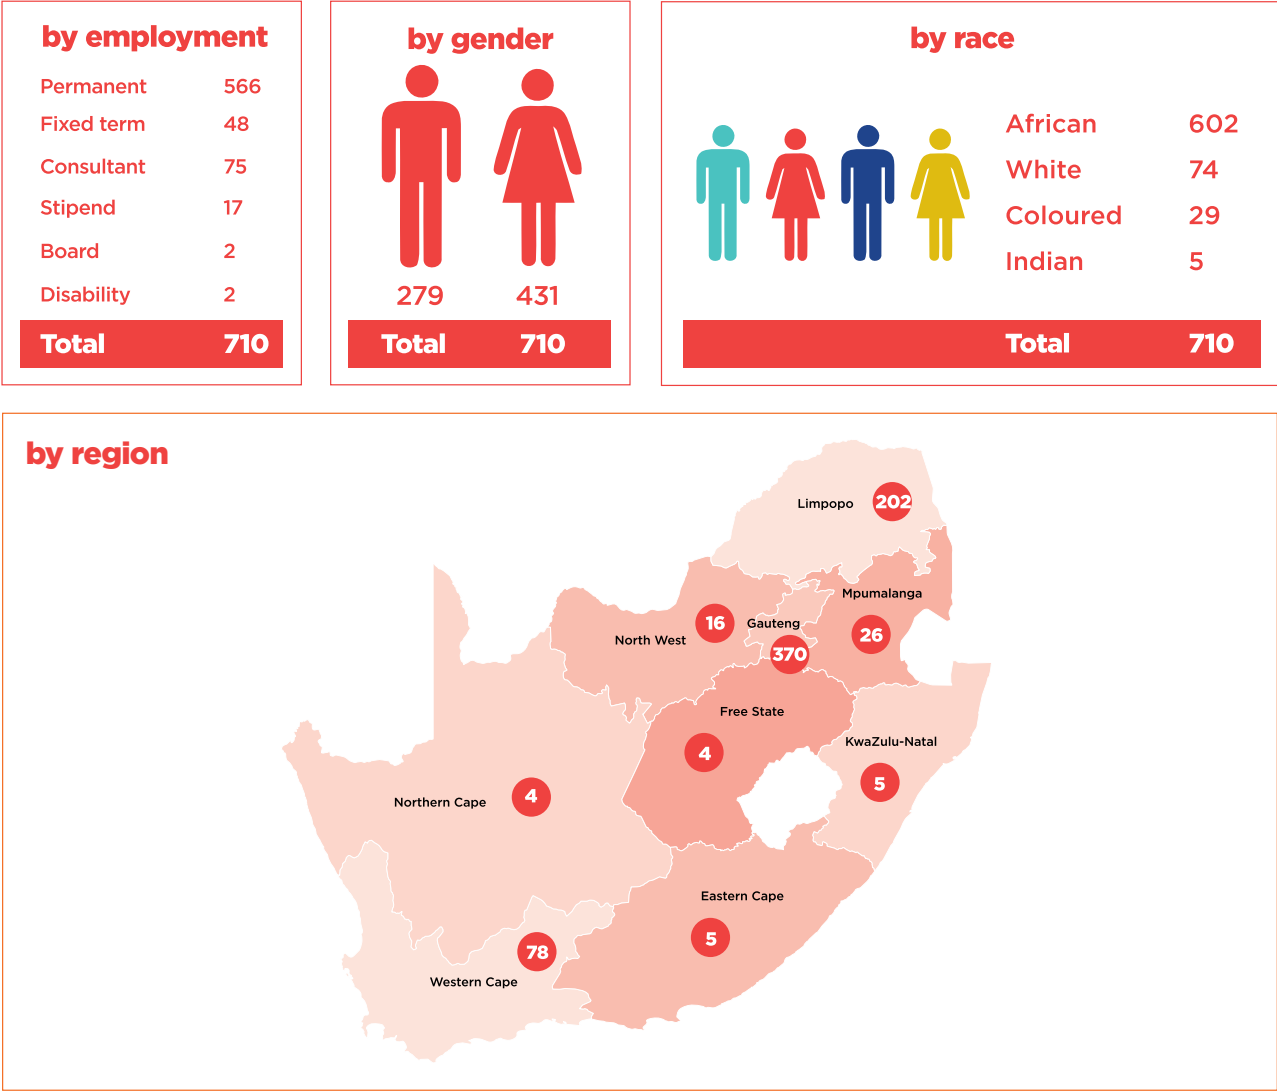 by employment
Permanent 566
Fixed term 48
Consultant 75
Stipend 17
Board 2
Disability 2
Total 710
by gender
279 431
Total 710
by race
African 602
White 74
Coloured 29
Indian 5
Total 710
by region
Limpopo 202
Mpumalanga
26
Gauteng
370
North West 16
Free State
4
KwaZulu-Natal
5
Northern Cape 4
Eastern Cape
5
78
Western Cape